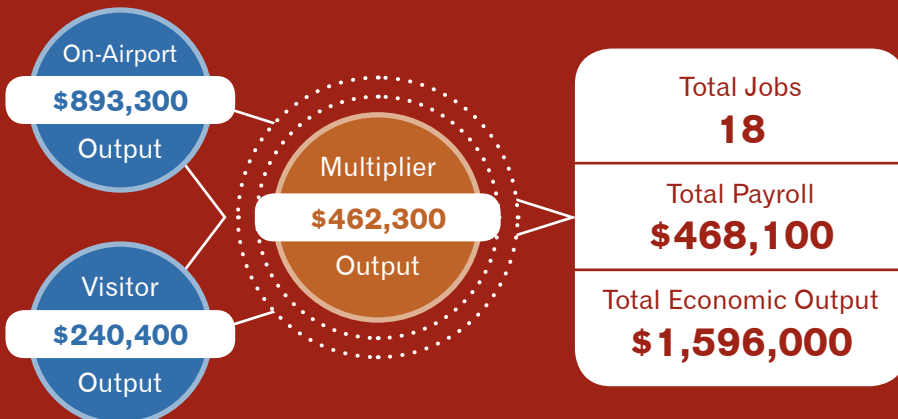 On-Airport
$893,300
Output
Visitor
$240,400
Output
Multiplier
$462,300
Output
Total Jobs
18
Total Payroll
$468,100
Total Economic Output
$1,596,000